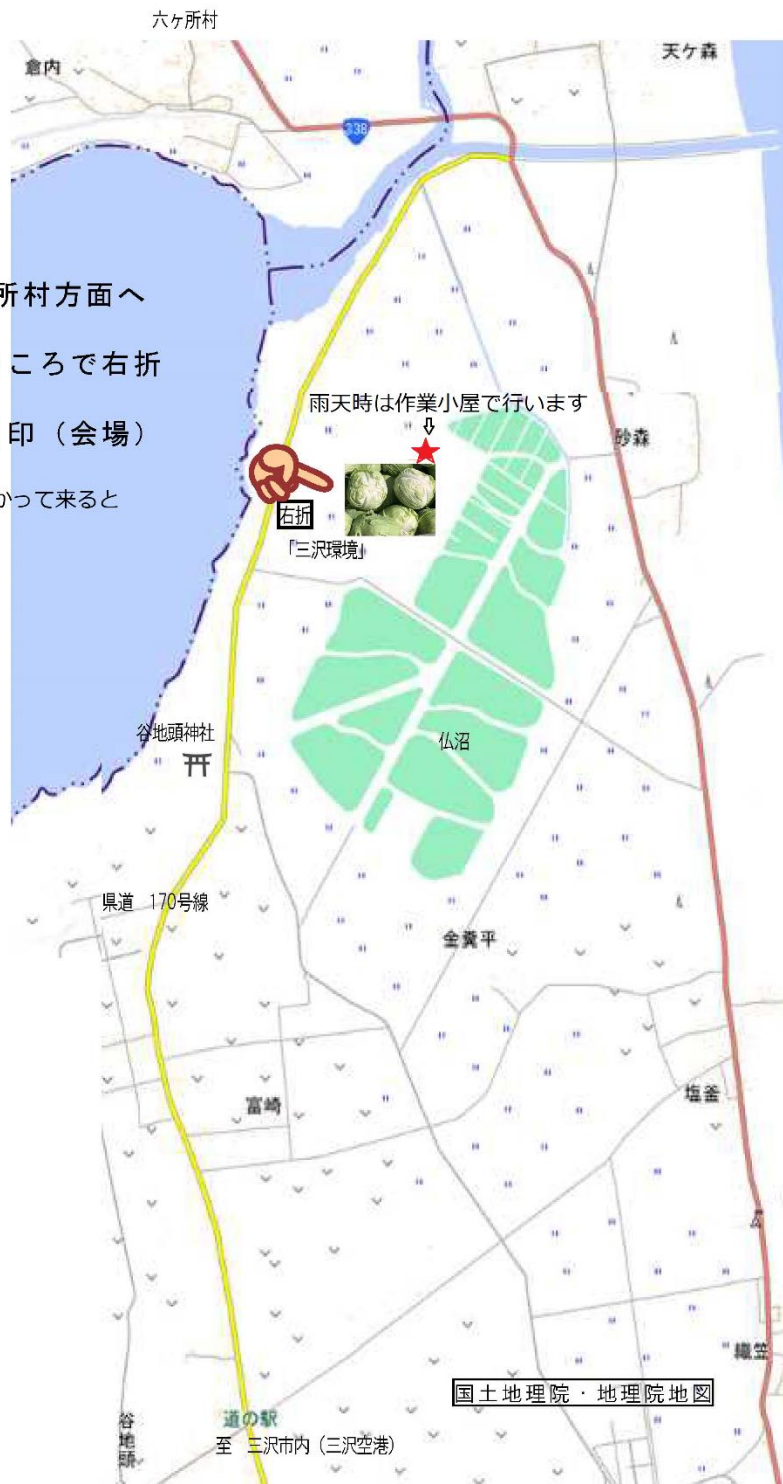 六ヶ所村
倉内
天ケ森
338
所村方面へ
ころで右折
印（会場）
かって来ると
雨天時は作業小屋で行います
⇩
砂森
右折
「三沢環境」
谷地頭神社
仏沼
県道 170号線
金糞平
富崎
塩釜
織笠
国土地理院・地理院地図
道の駅
至 三沢市内（三沢空港）
谷地頭